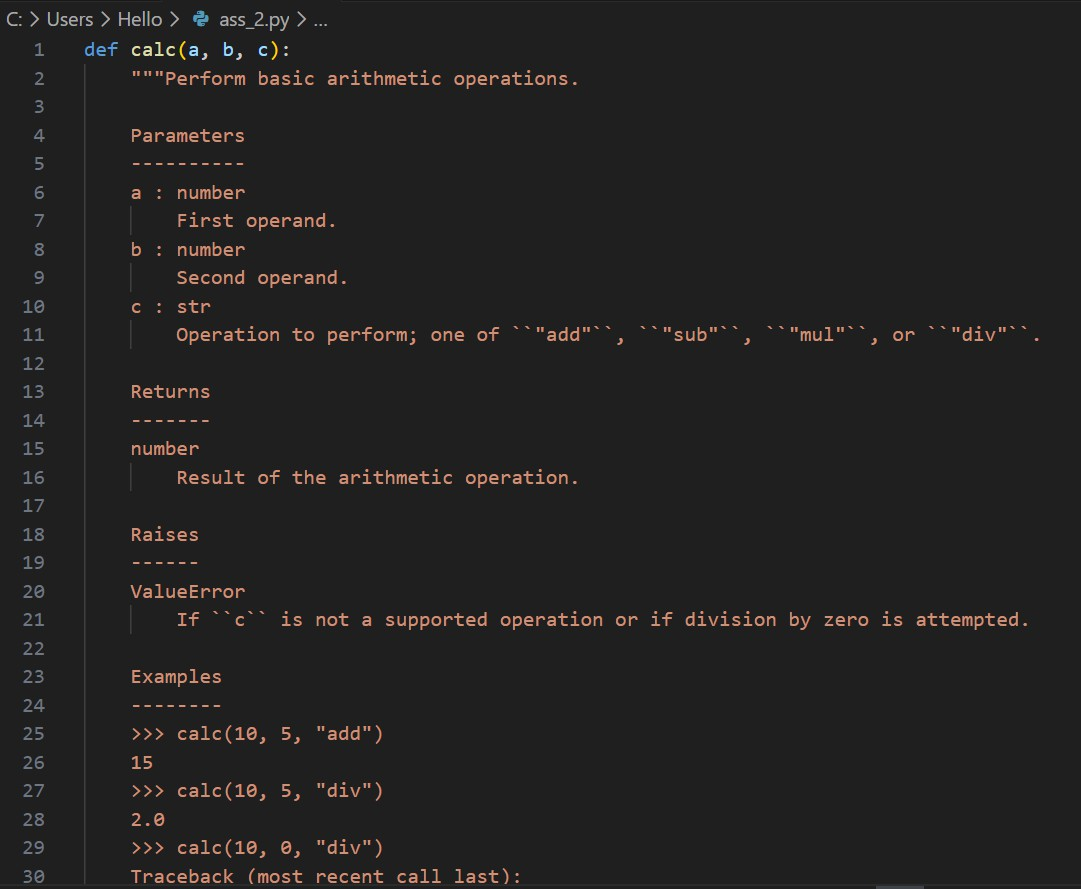 C: > Users > Hello > ass_2.py > ...
1 def calc(a, b, c):
2     """Perform basic arithmetic operations.
3
4     Parameters
5     ----------
6     a : number
7         First operand.
8     b : number
9         Second operand.
10     c : str
11         Operation to perform; one of ``"add"``, ``"sub"``, ``"mul"``, or ``"div"``.
12
13     Returns
14     -------
15     number
16         Result of the arithmetic operation.
17
18     Raises
19     ------
20     ValueError
21         If ``c`` is not a supported operation or if division by zero is attempted.
22
23     Examples
24     --------
25     >>> calc(10, 5, "add")
26     15
27     >>> calc(10, 5, "div")
28     2.0
29     >>> calc(10, 0, "div")
30     Traceback (most recent call last):